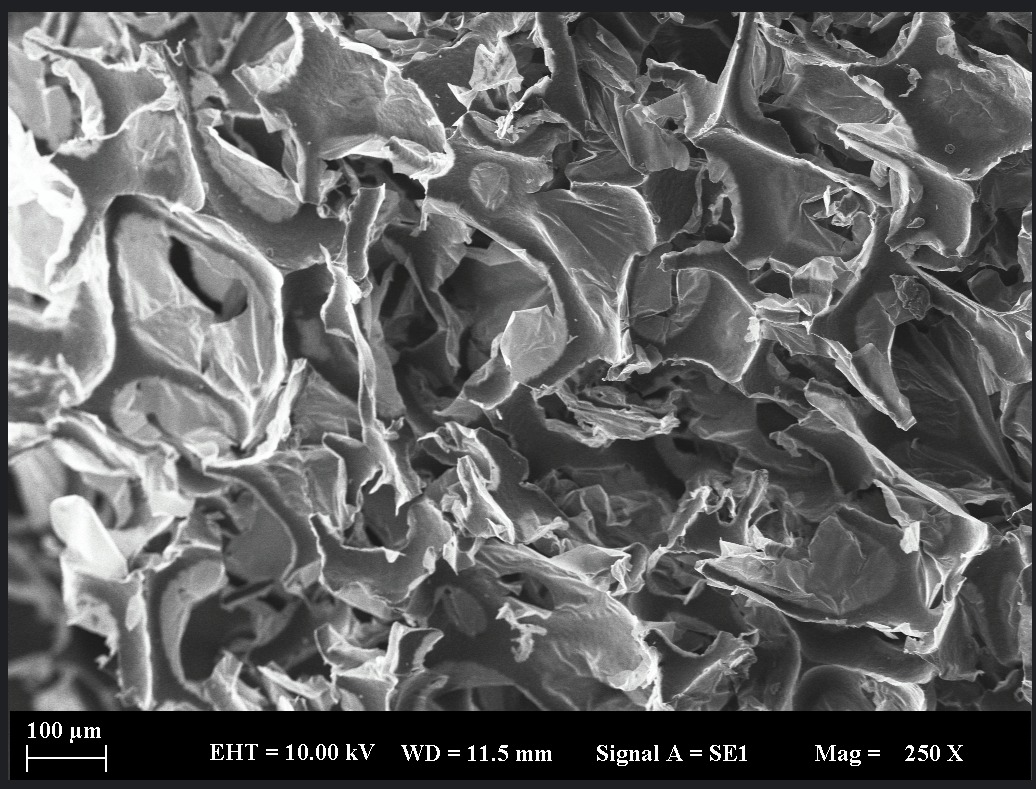 100 µm
EHT = 10.00 kV WD = 11.5 mm Signal A = SE1 Mag = 250 X